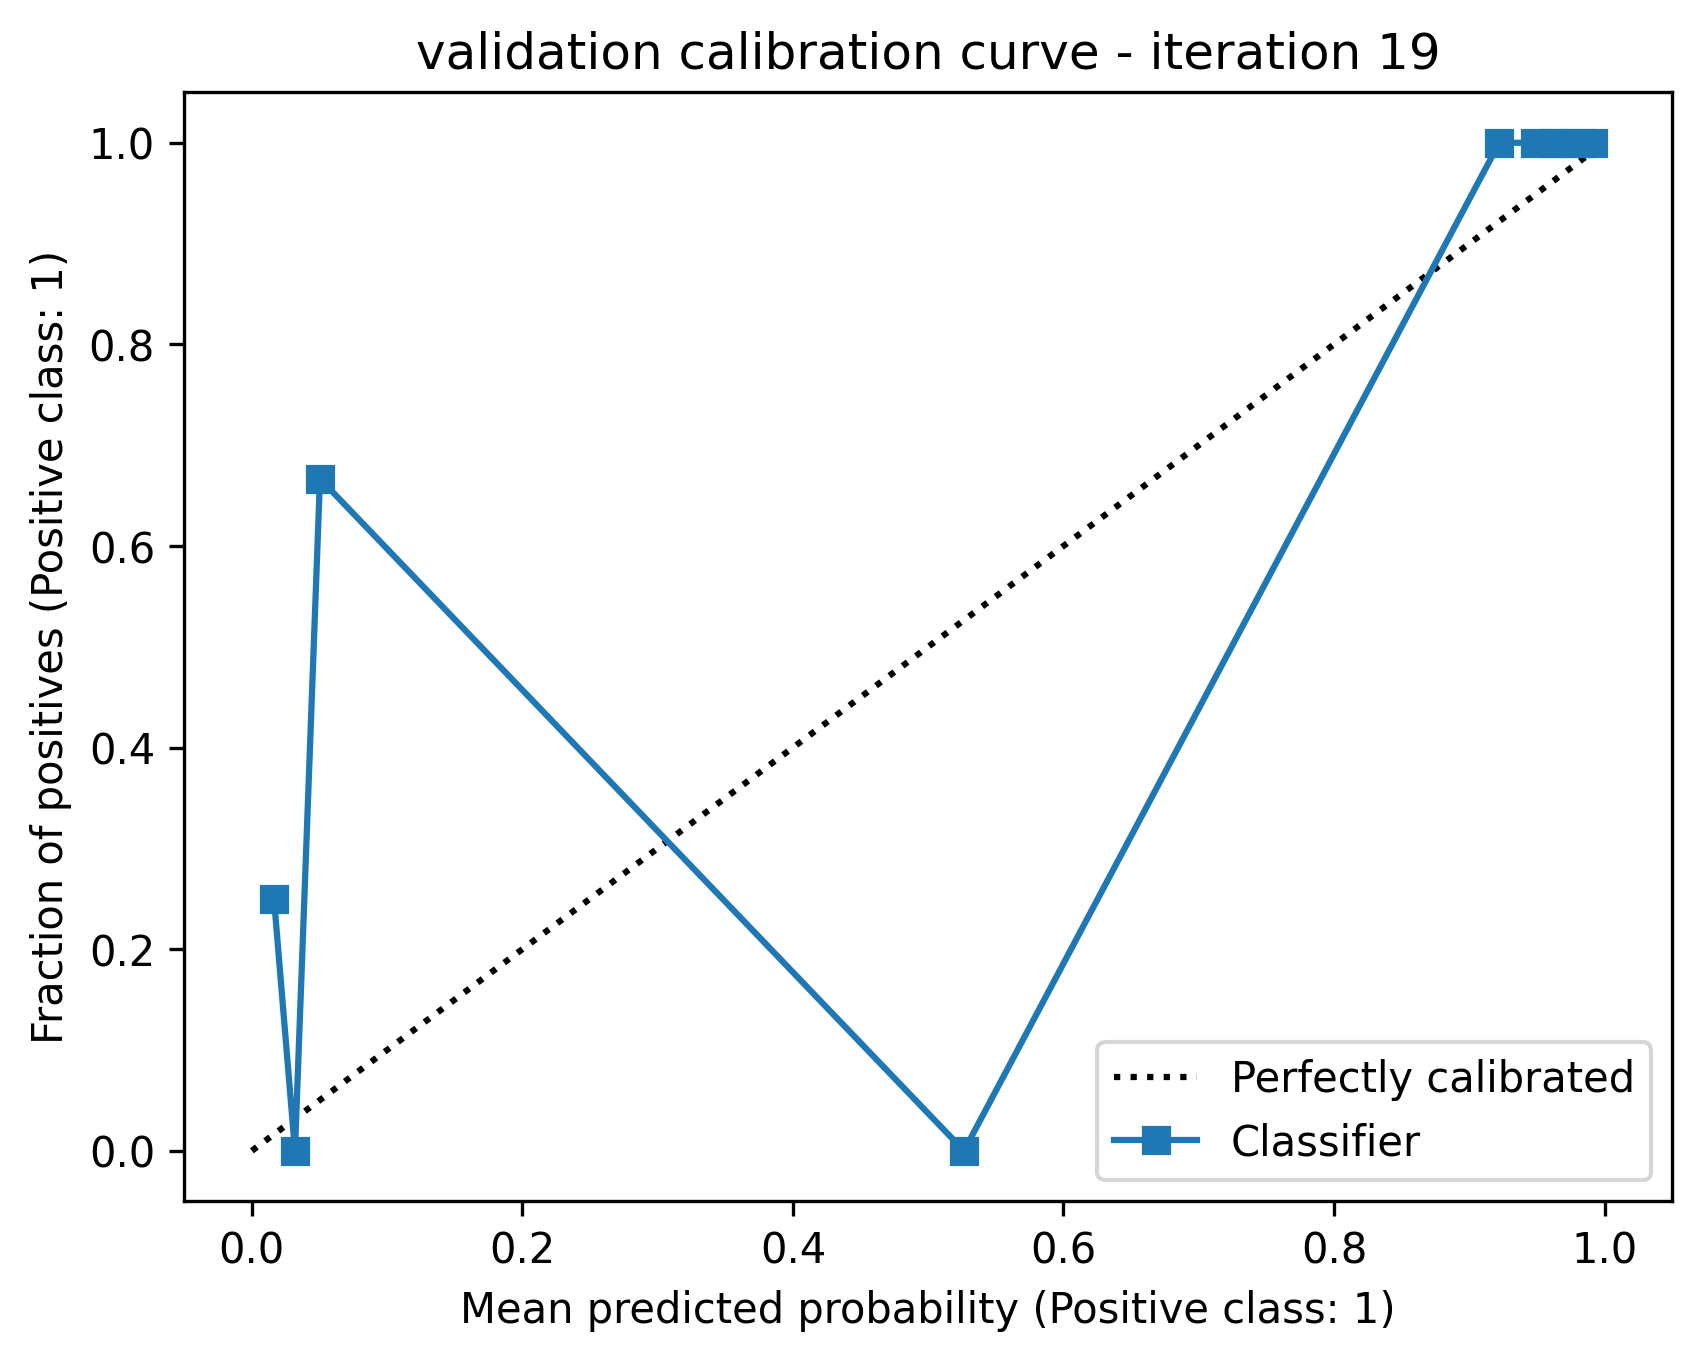 validation calibration curve - iteration 19
Fraction of positives (Positive class: 1)
1.0
0.8
0.6
0.4
0.2
0.0
Perfectly calibrated
Classifier
0.0 0.2 0.4 0.6 0.8 1.0
Mean predicted probability (Positive class: 1)